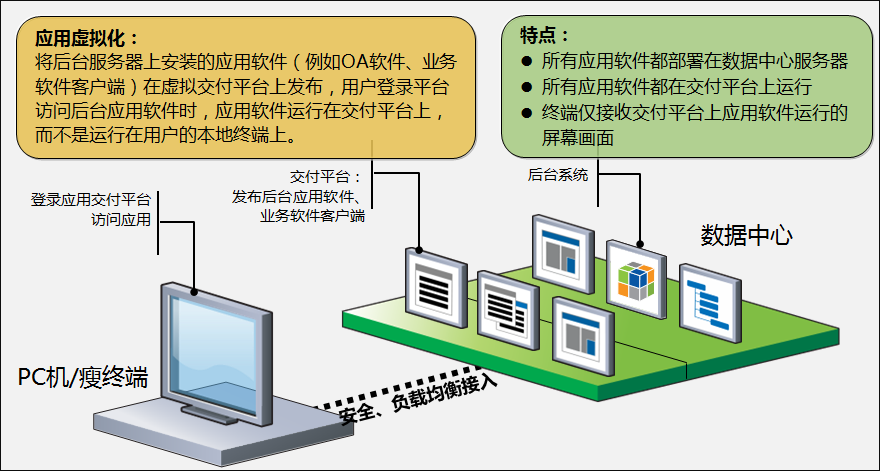 应用虚拟化：
将后台服务器上安装的应用软件（例如OA软件、业务
软件客户端）在虚拟交付平台上发布，用户登录平台
访问后台应用软件时，应用软件运行在交付平台上，
而不是运行在用户的本地终端上。
特点：
● 所有应用软件都部署在数据中心服务器
● 所有应用软件都在交付平台上运行
● 终端仅接收交付平台上应用软件运行的
屏幕画面
登录应用交付平台
访问应用
交付平台：
发布后台应用软件、
业务软件客户端
后台系统
数据中心
PC机/瘦终端
安全、负载均衡接入